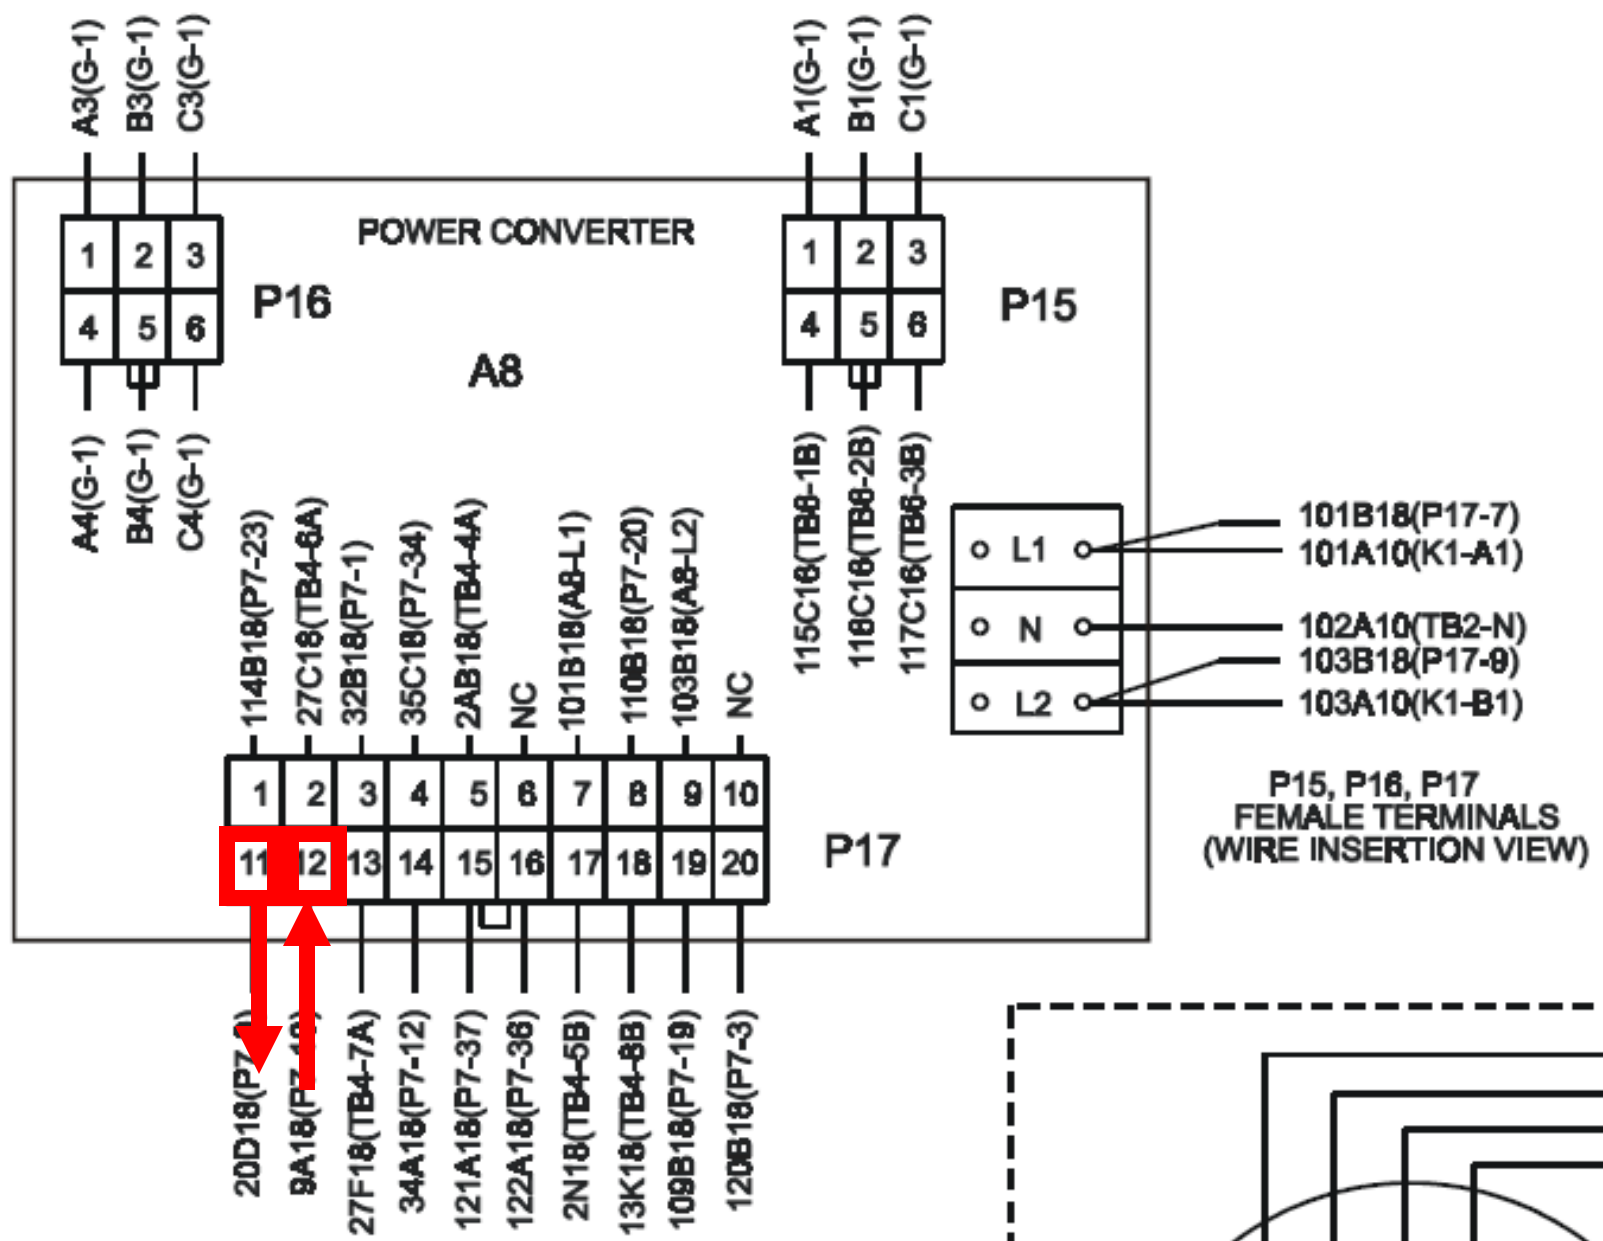 A3(G-1)
B3(G-1)
C3(G-1)
A1(G-1)
B1(G-1)
C1(G-1)
POWER CONVERTER
1 2 3
4 5 6
P16
1 2 3
4 5 6
P15
A8
A4(G-1)
B4(G-1)
C4(G-1)
115C16(TB6-1B)
116C16(TB6-2B)
117C16(TB6-3B)
L1
N
L2
101B18(P17-7)
101A10(K1-A1)
102A10(TB2-N)
103B18(P17-9)
103A10(K1-B1)
114B18(P7-23)
27C18(TB4-6A)
32B18(P7-1)
35C18(P7-34)
2AB18(TB4-4A)
NC
101B18(A8-L1)
110B18(P7-20)
103B18(A8-L2)
NC
1 2 3 4 5 6 7 8 9 10
11 12 13 14 15 16 17 18 19 20
P17
P15, P16, P17
FEMALE TERMINALS
(WIRE INSERTION VIEW)
20D18(P7-
9A18(P7-
27F18(TB4-7A)
34A18(P7-12)
121A18(P7-37)
122A18(P7-36)
2N18(TB4-5B)
13K18(TB4-8B)
109B18(P7-19)
120B18(P7-3)